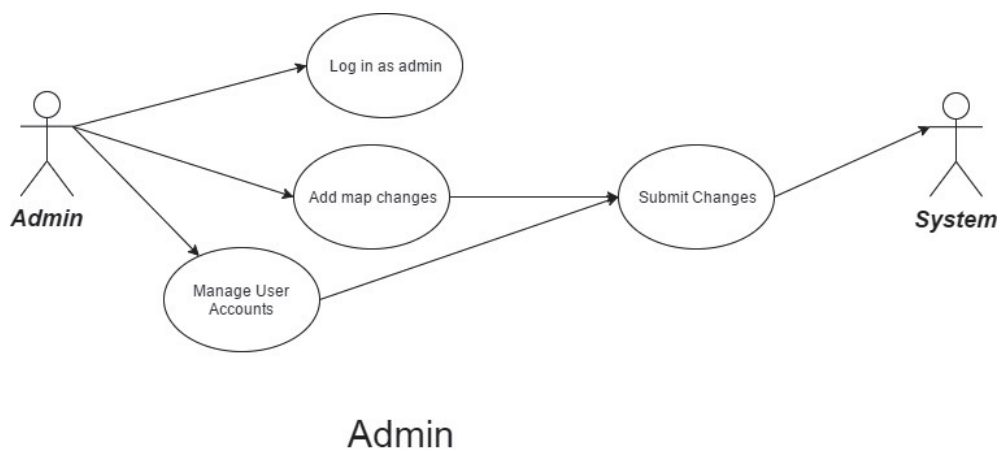 Log in as admin
Admin
Add map changes
Submit Changes
System
Manage User
Accounts
Admin